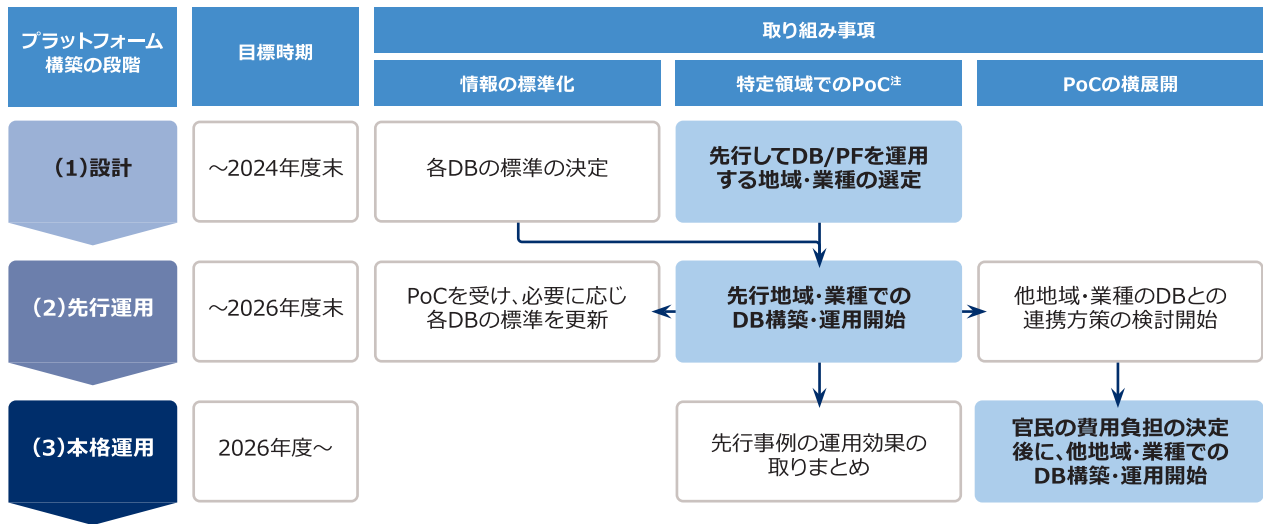 プラットフォーム
構築の段階
目標時期
取り組み事項
情報の標準化
特定領域でのPoC注
PoCの横展開
（1）設計
～2024年度末
各DBの標準の決定
先行してDB/PFを運用
する地域・業種の選定
（2）先行運用
～2026年度末
PoCを受け、必要に応じ
各DBの標準を更新
先行地域・業種での
DB構築・運用開始
他地域・業種のDBとの
連携方策の検討開始
（3）本格運用
2026年度～
先行事例の運用効果の
取りまとめ
官民の費用負担の決定
後に、他地域・業種での
DB構築・運用開始